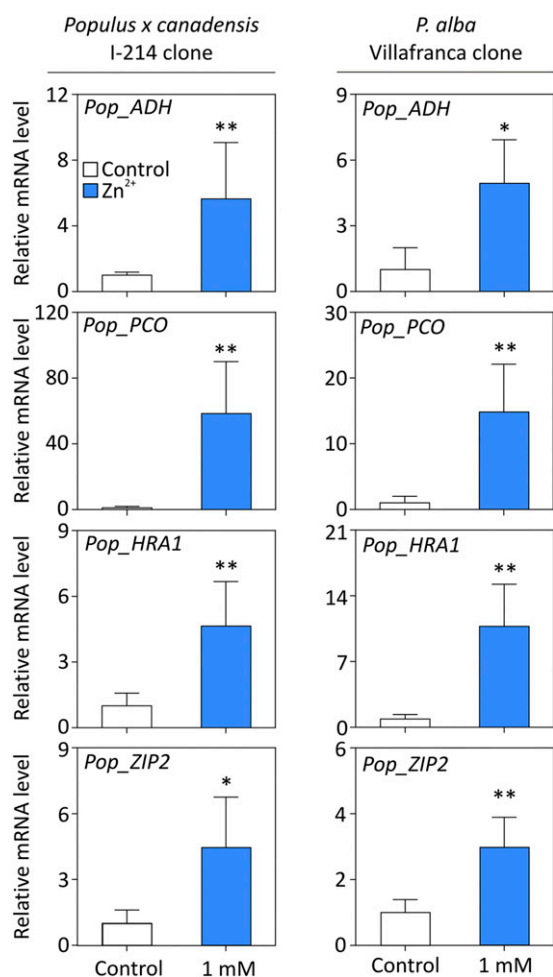 Populus x canadensis
I-214 clone
P. alba
Villafranca clone
Relative mRNA level
12
8
4
0
Pop_ADH
**
Control
Zn²⁺
9
6
3
0
Pop_ADH
*
Relative mRNA level
120
80
40
0
Pop_PCO
**
30
20
10
0
Pop_PCO
**
Relative mRNA level
9
6
3
0
Pop_HRA1
**
21
14
7
0
Pop_HRA1
**
Relative mRNA level
9
6
3
0
Pop_ZIP2
*
6
4
2
0
Pop_ZIP2
**
Control
1 mM
Control
1 mM